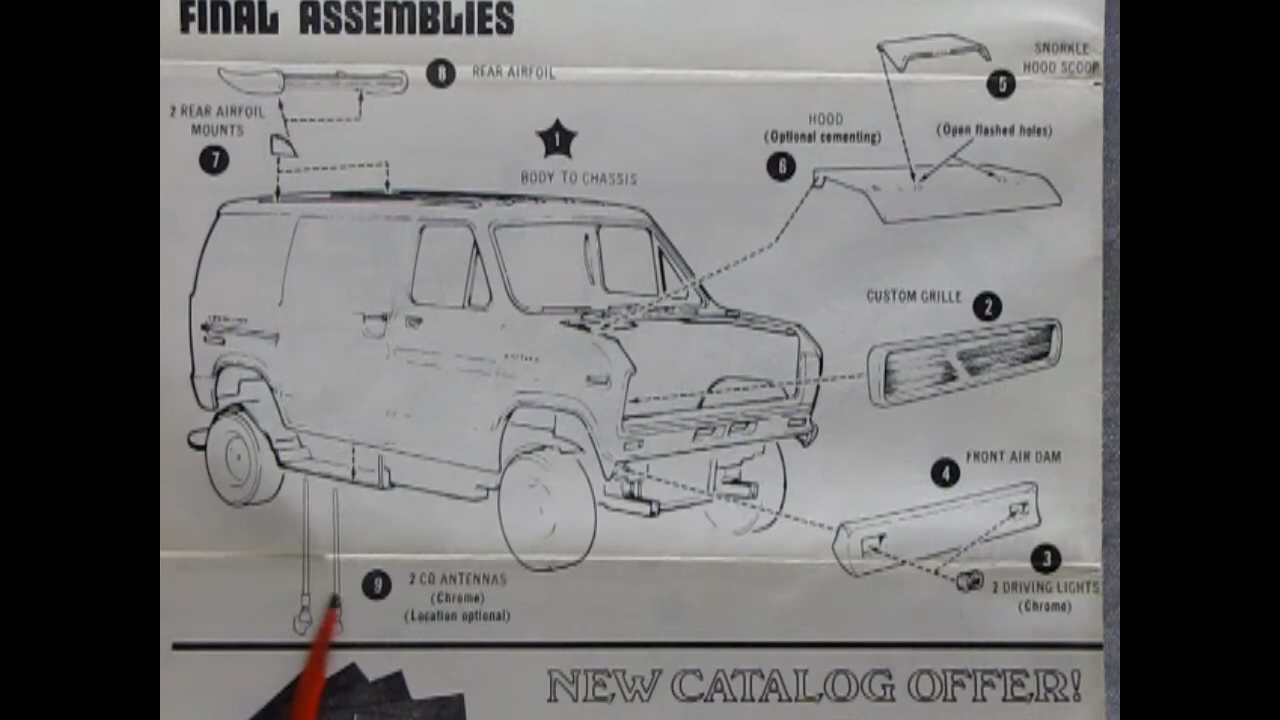 FINAL ASSEMBLIES
8 REAR AIRFOIL
2 REAR AIRFOIL
MOUNTS
7
1
BODY TO CHASSIS
SNORKLE
HOOD SCOOP
5
HOOD
(Optional cementing)
6
(Open flashed holes)
CUSTOM GRILLE 2
4 FRONT AIR DAM
3
2 DRIVING LIGHTS
(Chrome)
9 2 CB ANTENNAS
(Chrome)
(Location optional)
NEW CATALOG OFFER!